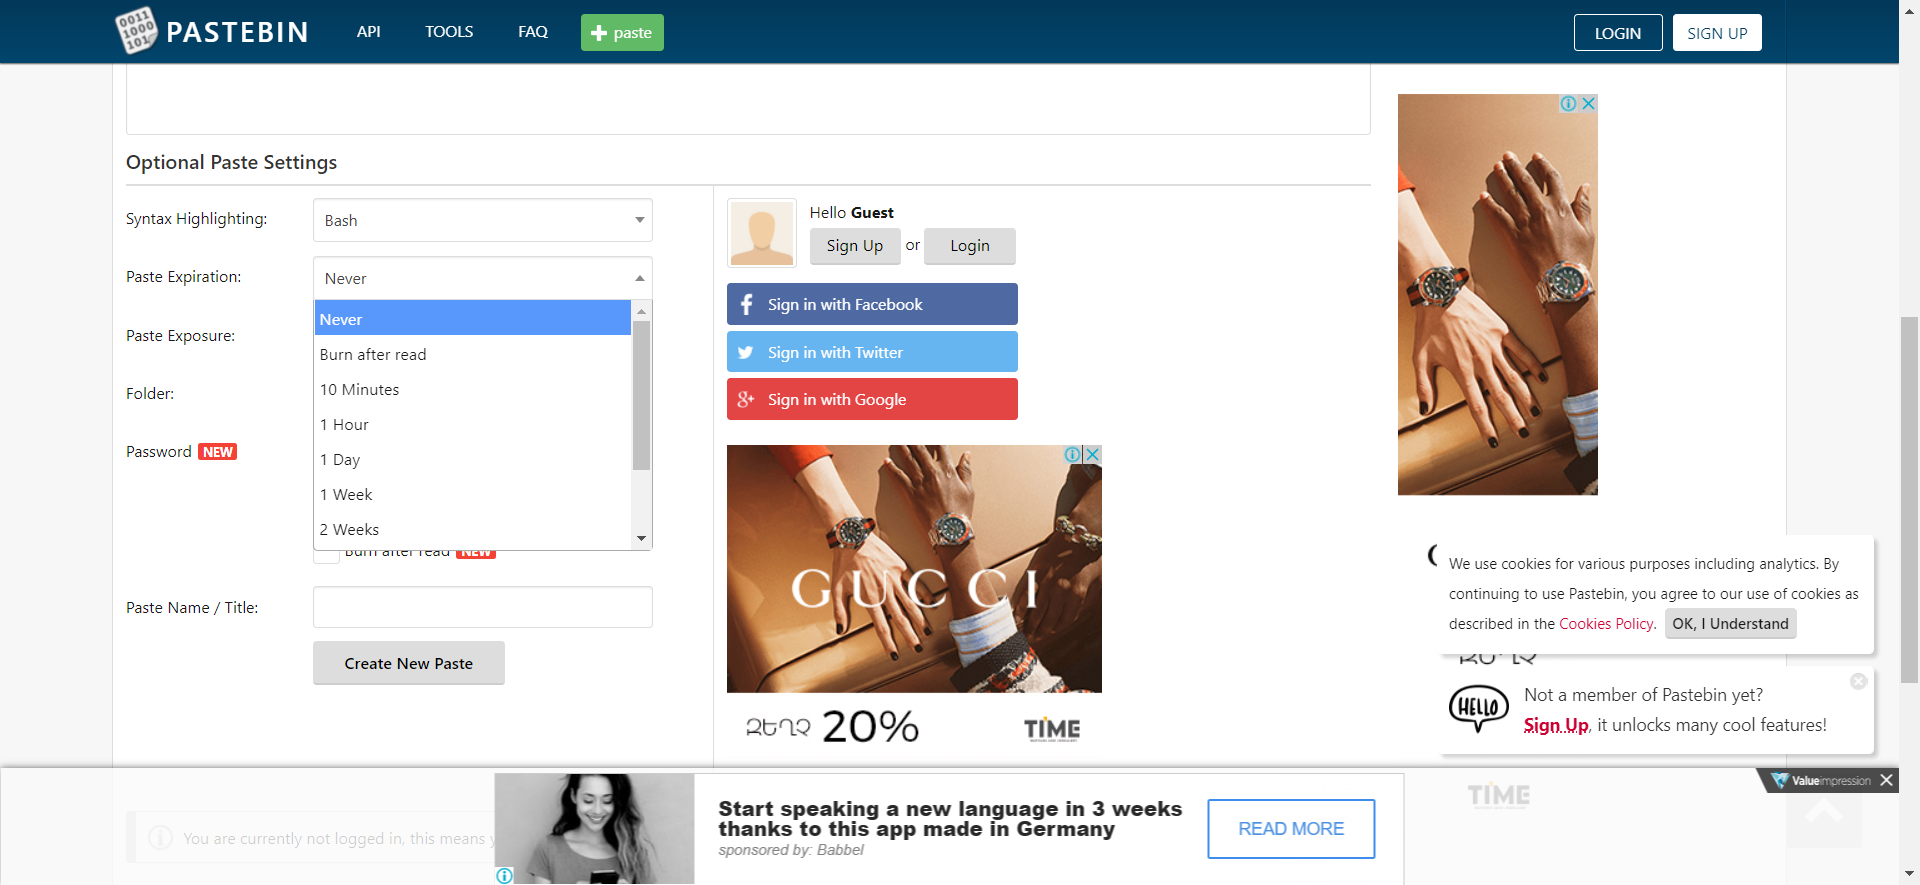 0011
1000
101
PASTEBIN
API
TOOLS
FAQ
paste
LOGIN
SIGN UP
Optional Paste Settings
Syntax Highlighting:
Bash
Paste Expiration:
Never
Never
Burn after read
10 Minutes
1 Hour
1 Day
1 Week
2 Weeks
Paste Exposure:
Folder:
Password NEW
Burn after read NEW
Paste Name / Title:
Create New Paste
Hello Guest
Sign Up or Login
Sign in with Facebook
Sign in with Twitter
Sign in with Google
GUCCI
ԶԵՂՉ 20%
TIME
We use cookies for various purposes including analytics. By
continuing to use Pastebin, you agree to our use of cookies as
described in the Cookies Policy. OK, I Understand
HELLO
Not a member of Pastebin yet?
Sign Up, it unlocks many cool features!
Valueimpression
TIME
You are currently not logged in, this means
Start speaking a new language in 3 weeks
thanks to this app made in Germany
sponsored by: Babbel
READ MORE